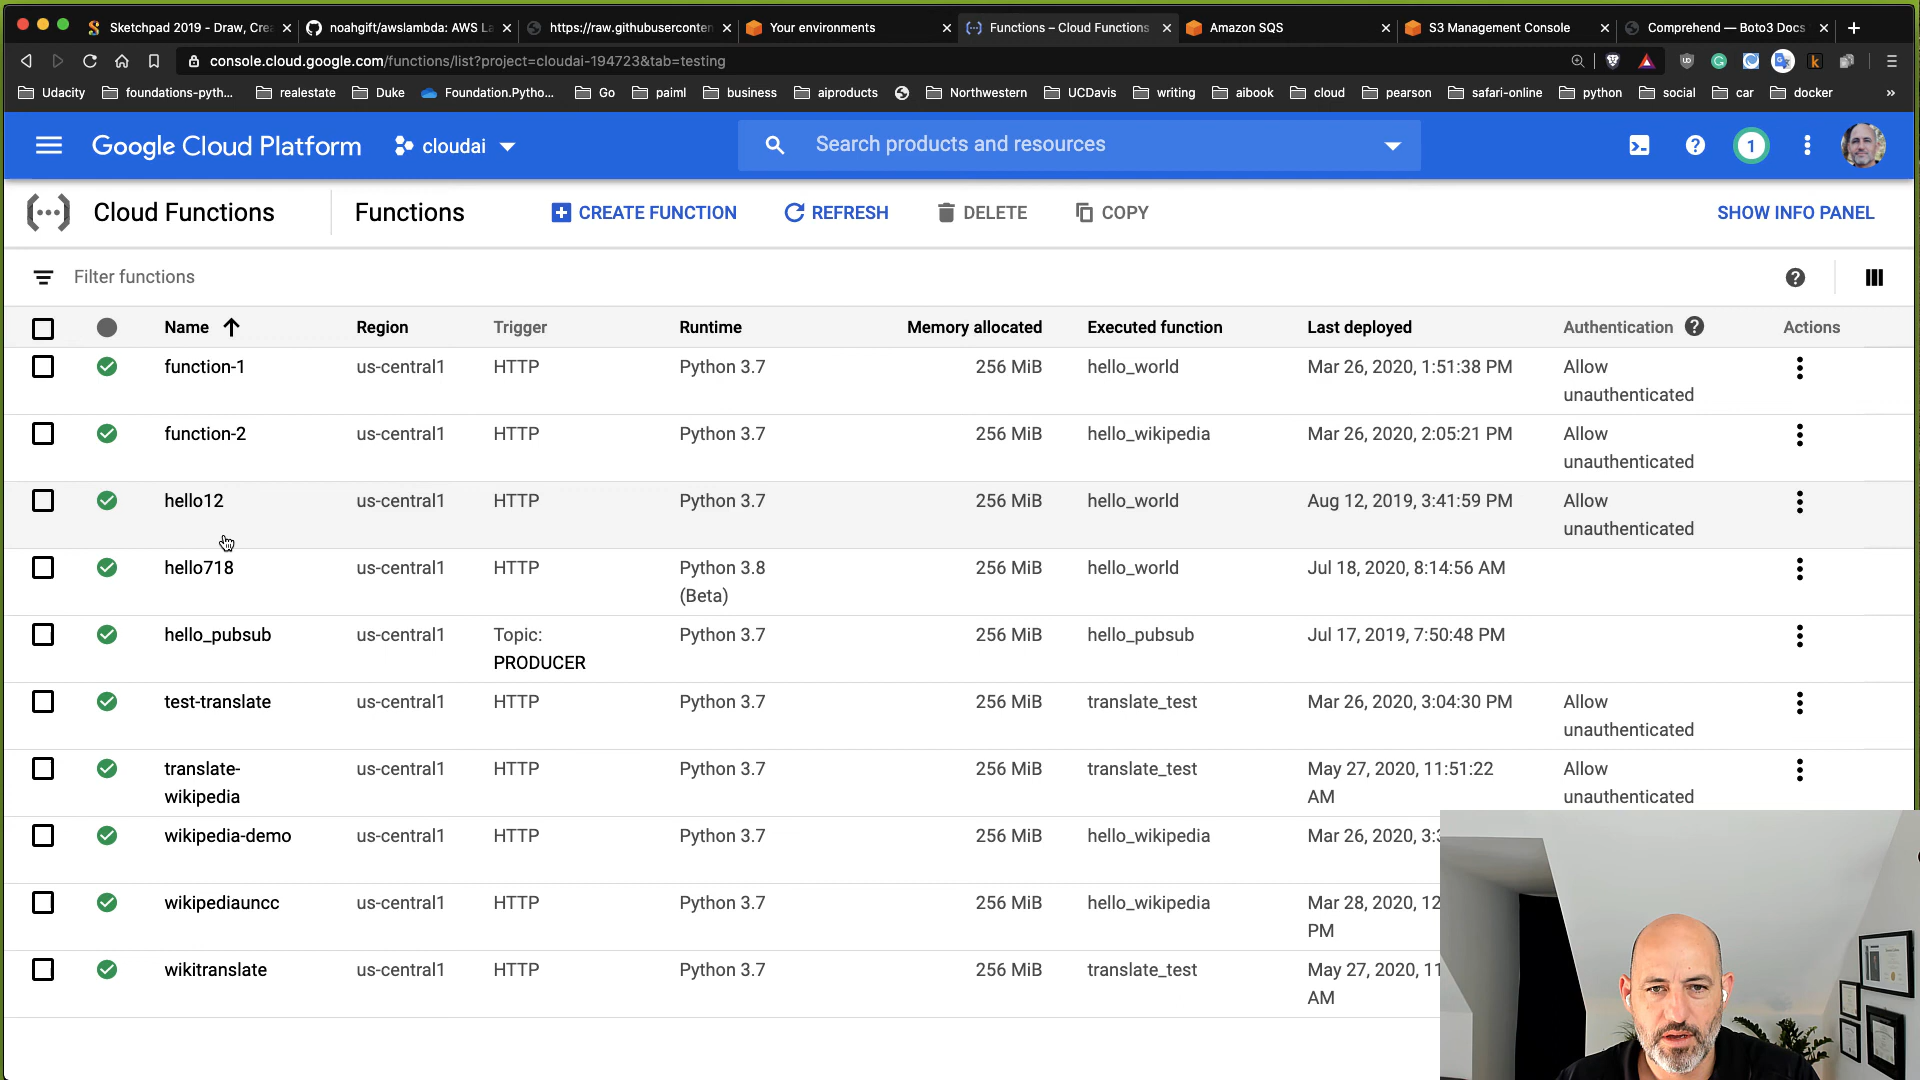 Sketchpad 2019 - Draw, Crea
noahgift/awslambda: AWS La
https://raw.githubuserconten
Your environments
Functions – Cloud Functions
Amazon SQS
S3 Management Console
Comprehend — Boto3 Docs
console.cloud.google.com/functions/list?project=cloudai-194723&tab=testing
Udacity foundations-pyth... realestate Duke Foundation.Pytho... Go paiml business aiproducts Northwestern UCDavis writing aibook cloud pearson safari-online python social car docker »
Google Cloud Platform cloudai Search products and resources 1
Cloud Functions Functions CREATE FUNCTION REFRESH DELETE COPY SHOW INFO PANEL
Filter functions
Name Region Trigger Runtime Memory allocated Executed function Last deployed Authentication Actions
function-1 us-central1 HTTP Python 3.7 256 MiB hello_world Mar 26, 2020, 1:51:38 PM Allow
unauthenticated
function-2 us-central1 HTTP Python 3.7 256 MiB hello_wikipedia Mar 26, 2020, 2:05:21 PM Allow
unauthenticated
hello12 us-central1 HTTP Python 3.7 256 MiB hello_world Aug 12, 2019, 3:41:59 PM Allow
unauthenticated
hello718 us-central1 HTTP Python 3.8 256 MiB hello_world Jul 18, 2020, 8:14:56 AM
(Beta)
hello_pubsub us-central1 Topic: Python 3.7 256 MiB hello_pubsub Jul 17, 2019, 7:50:48 PM
PRODUCER
test-translate us-central1 HTTP Python 3.7 256 MiB translate_test Mar 26, 2020, 3:04:30 PM Allow
unauthenticated
translate- us-central1 HTTP Python 3.7 256 MiB translate_test May 27, 2020, 11:51:22 Allow
wikipedia AM unauthenticated
wikipedia-demo us-central1 HTTP Python 3.7 256 MiB hello_wikipedia Mar 26, 2020, 3:
wikipediauncc us-central1 HTTP Python 3.7 256 MiB hello_wikipedia Mar 28, 2020, 12
PM
wikitranslate us-central1 HTTP Python 3.7 256 MiB translate_test May 27, 2020, 11
AM